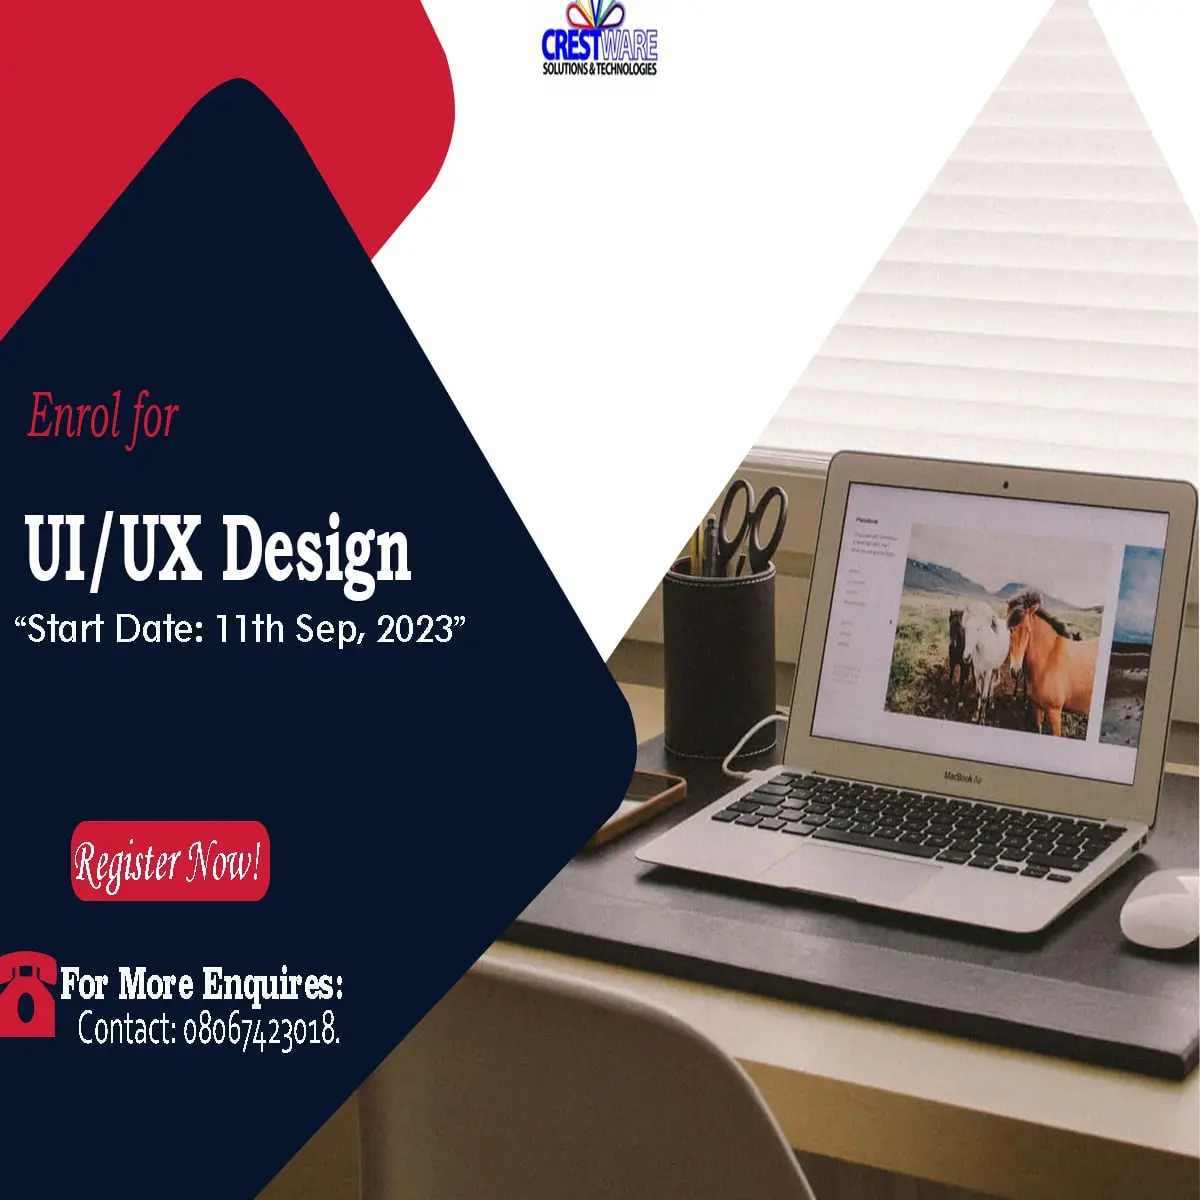 CRESTWARE
SOLUTIONS & TECHNOLOGIES
Enrol for
UI/UX Design
“Start Date: 11th Sep, 2023”
Register Now!
For More Enquires:
Contact: 08067423018.
MacBook Air